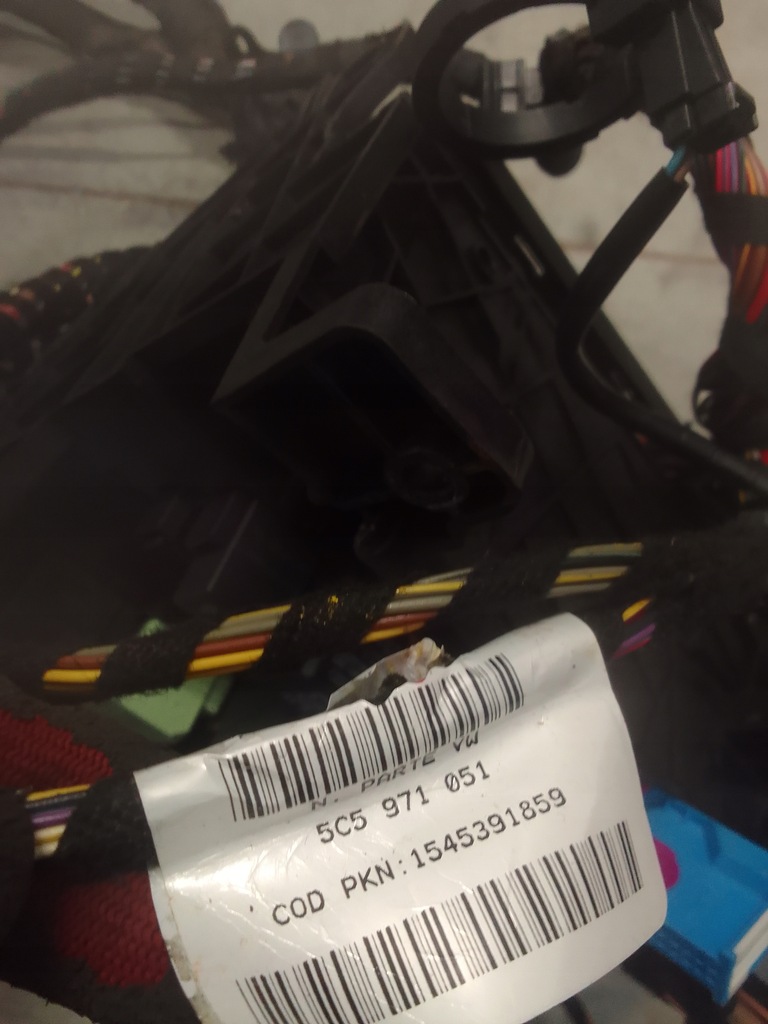 N. PARTE VW
5C5 971 051
COD PKN:1545391859